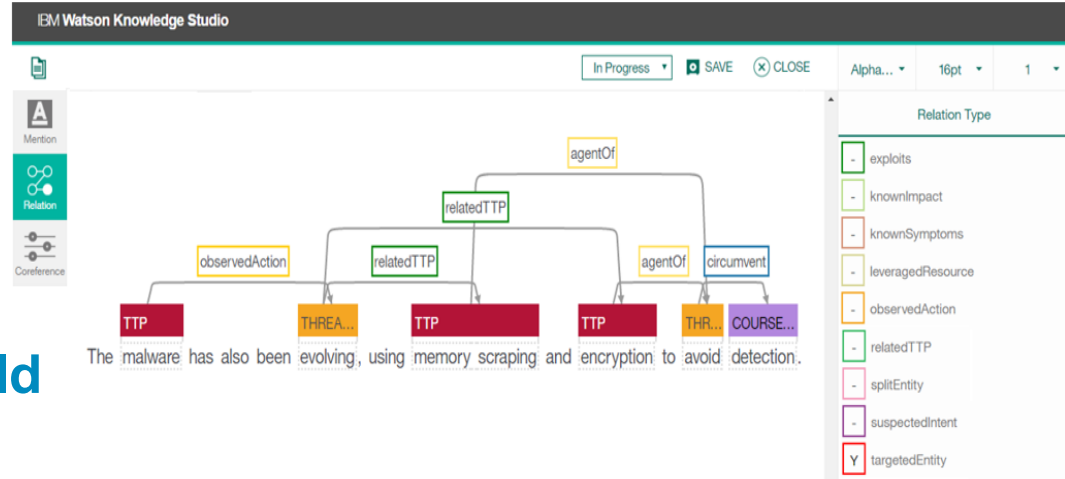 IBM Watson Knowledge Studio
In Progress
SAVE
CLOSE
Alpha...
16pt
1
A
Mention
Relation
Coreference
Relation Type
- exploits
- knownImpact
- knownSymptoms
- leveragedResource
- observedAction
- relatedTTP
- splitEntity
- suspectedIntent
Y targetedEntity
agentOf
relatedTTP
observedAction
relatedTTP
agentOf
circumvent
TTP
THREA...
TTP
TTP
THR...
COURSE...
The malware has also been evolving, using memory scraping and encryption to avoid detection.
ld